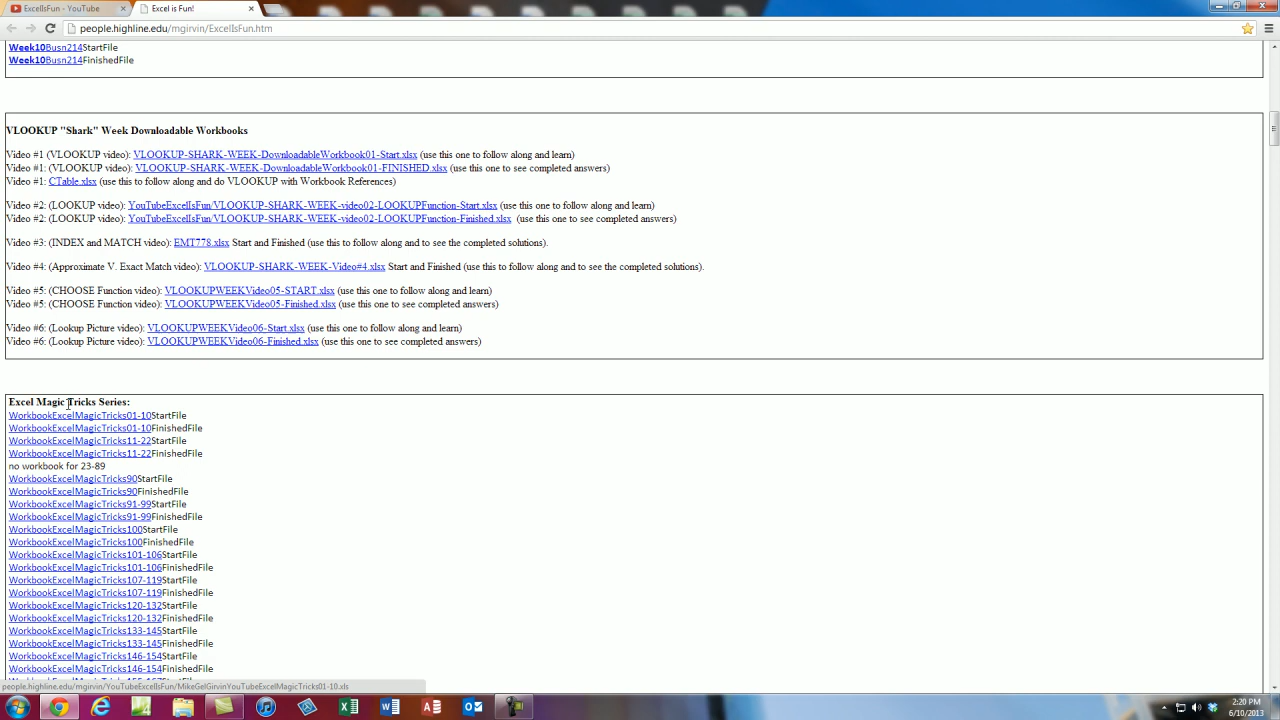 ExcelIsFun - YouTube
Excel is Fun!
people.highline.edu/mgirvin/ExcelIsFun.htm
Week10Busn214StartFile
Week10Busn214FinishedFile
VLOOKUP "Shark" Week Downloadable Workbooks
Video #1 (VLOOKUP video): VLOOKUP-SHARK-WEEK-DownloadableWorkbook01-Start.xlsx (use this one to follow along and learn)
Video #1: (VLOOKUP video): VLOOKUP-SHARK-WEEK-DownloadableWorkbook01-FINISHED.xlsx (use this one to see completed answers)
Video #1: CTable.xlsx (use this to follow along and do VLOOKUP with Workbook References)
Video #2: (LOOKUP video): YouTubeExcelIsFun/VLOOKUP-SHARK-WEEK-video02-LOOKUPFunction-Start.xlsx (use this one to follow along and learn)
Video #2: (LOOKUP video): YouTubeExcelIsFun/VLOOKUP-SHARK-WEEK-video02-LOOKUPFunction-Finished.xlsx (use this one to see completed answers)
Video #3: (INDEX and MATCH video): EMT778.xlsx Start and Finished (use this to follow along and to see the completed solutions).
Video #4: (Approximate V. Exact Match video): VLOOKUP-SHARK-WEEK-Video#4.xlsx Start and Finished (use this to follow along and to see the completed solutions).
Video #5: (CHOOSE Function video): VLOOKUPWEEKVideo05-START.xlsx (use this one to follow along and learn)
Video #5: (CHOOSE Function video): VLOOKUPWEEKVideo05-Finished.xlsx (use this one to see completed answers)
Video #6: (Lookup Picture video): VLOOKUPWEEKVideo06-Start.xlsx (use this one to follow along and learn)
Video #6: (Lookup Picture video): VLOOKUPWEEKVideo06-Finished.xlsx (use this one to see completed answers)
Excel Magic Tricks Series:
WorkbookExcelMagicTricks01-10StartFile
WorkbookExcelMagicTricks01-10FinishedFile
WorkbookExcelMagicTricks11-22StartFile
WorkbookExcelMagicTricks11-22FinishedFile
no workbook for 23-89
WorkbookExcelMagicTricks90StartFile
WorkbookExcelMagicTricks90FinishedFile
WorkbookExcelMagicTricks91-99StartFile
WorkbookExcelMagicTricks91-99FinishedFile
WorkbookExcelMagicTricks100StartFile
WorkbookExcelMagicTricks100FinishedFile
WorkbookExcelMagicTricks101-106StartFile
WorkbookExcelMagicTricks101-106FinishedFile
WorkbookExcelMagicTricks107-119StartFile
WorkbookExcelMagicTricks107-119FinishedFile
WorkbookExcelMagicTricks120-132StartFile
WorkbookExcelMagicTricks120-132FinishedFile
WorkbookExcelMagicTricks133-145StartFile
WorkbookExcelMagicTricks133-145FinishedFile
WorkbookExcelMagicTricks146-154StartFile
WorkbookExcelMagicTricks146-154FinishedFile
people.highline.edu/mgirvin/YouTubeExcelIsFun/MikeGelGirvinYouTubeExcelMagicTricks01-10.xls
2:20 PM
6/10/2013